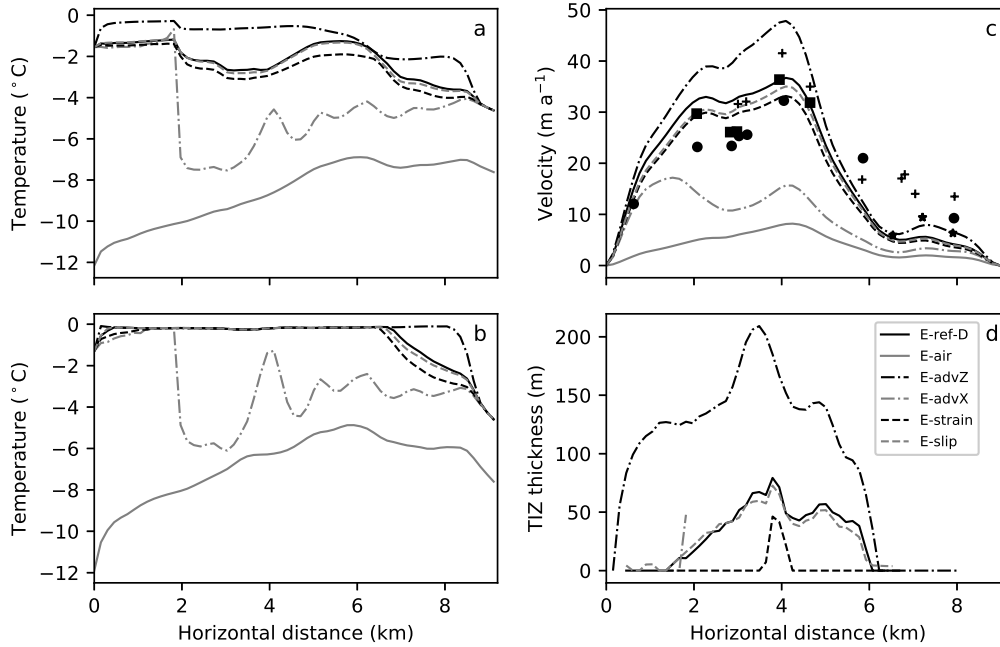 a
Temperature (°C)
0
−2
−4
−6
−8
−10
−12
b
Temperature (°C)
0
−2
−4
−6
−8
−10
−12
0
2
4
6
8
Horizontal distance (km)
c
Velocity (m a⁻¹)
50
40
30
20
10
0
d
TIZ thickness (m)
200
150
100
50
0
E-ref-D
E-air
E-advZ
E-advX
E-strain
E-slip
0
2
4
6
8
Horizontal distance (km)